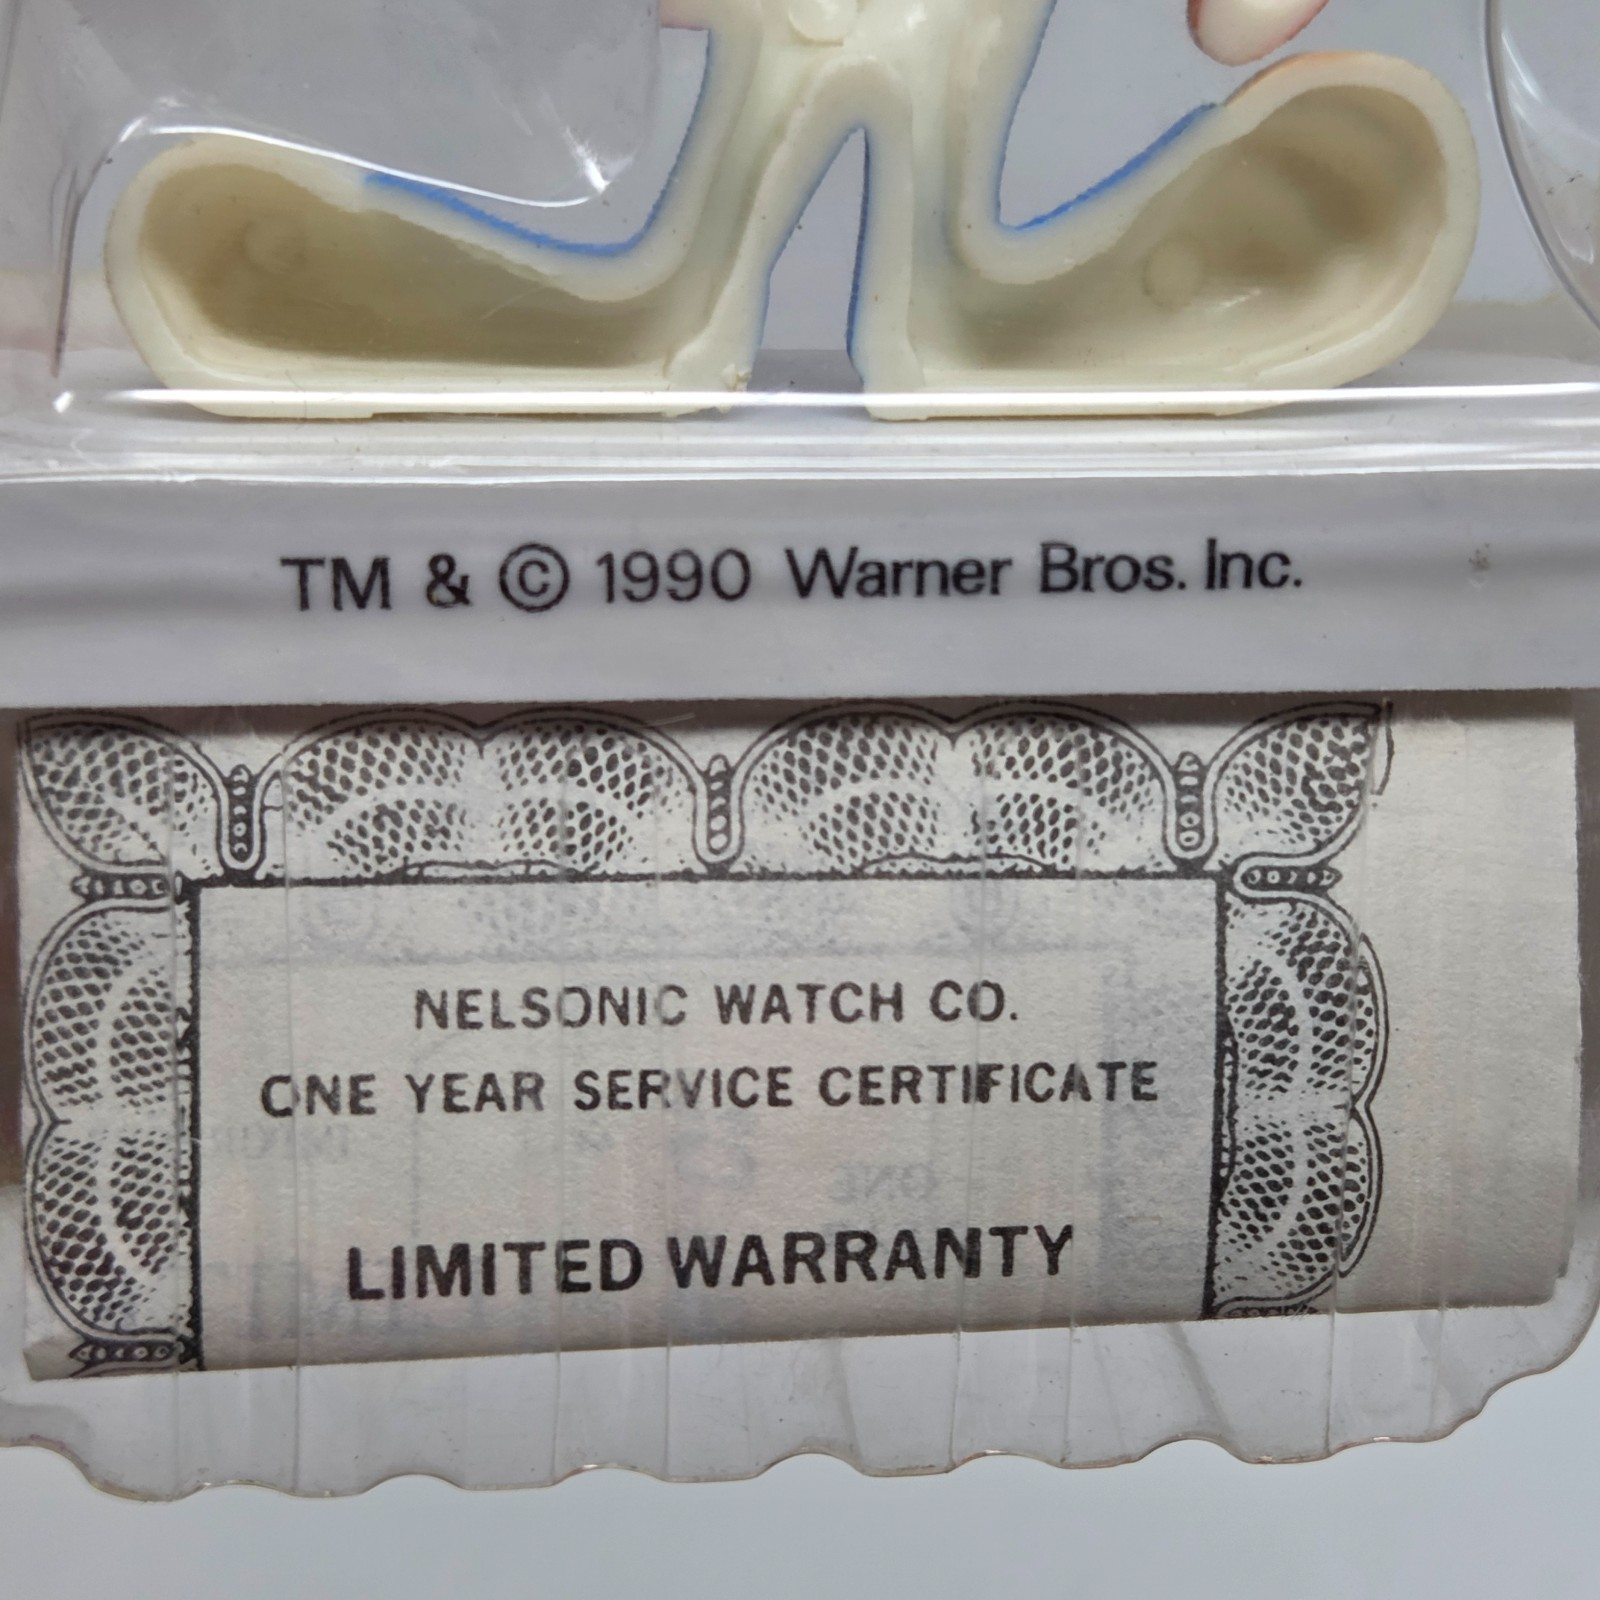 TM & © 1990 Warner Bros. Inc.
NELSONIC WATCH CO.
ONE YEAR SERVICE CERTIFICATE
LIMITED WARRANTY